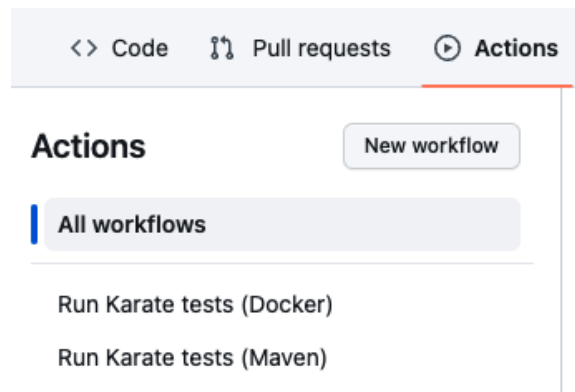 <> Code Pull requests Actions
Actions New workflow
All workflows
Run Karate tests (Docker)
Run Karate tests (Maven)